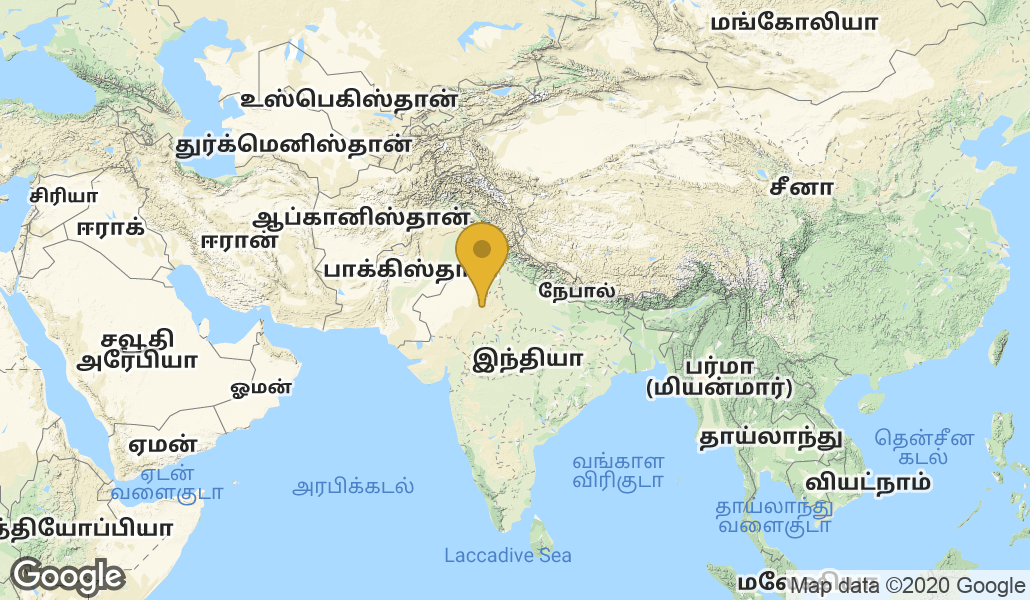 மங்கோலியா
உஸ்பெகிஸ்தான்
துர்க்மெனிஸ்தான்
சீனா
சிரியா
ஈராக்
ஆப்கானிஸ்தான்
ஈரான்
பாக்கிஸ்தா
நேபால்
சவூதி
அரேபியா
இந்தியா
பர்மா
(மியன்மார்)
ஓமன்
ஏமன்
தாய்லாந்து
தென்சீன
கடல்
ஏடன்
வளைகுடா
அரபிக்கடல்
வங்காள
விரிகுடா
வியட்நாம்
தாய்லாந்து
வளைகுடா
த்தியோப்பியா
Laccadive Sea
Google
Map data ©2020 Google